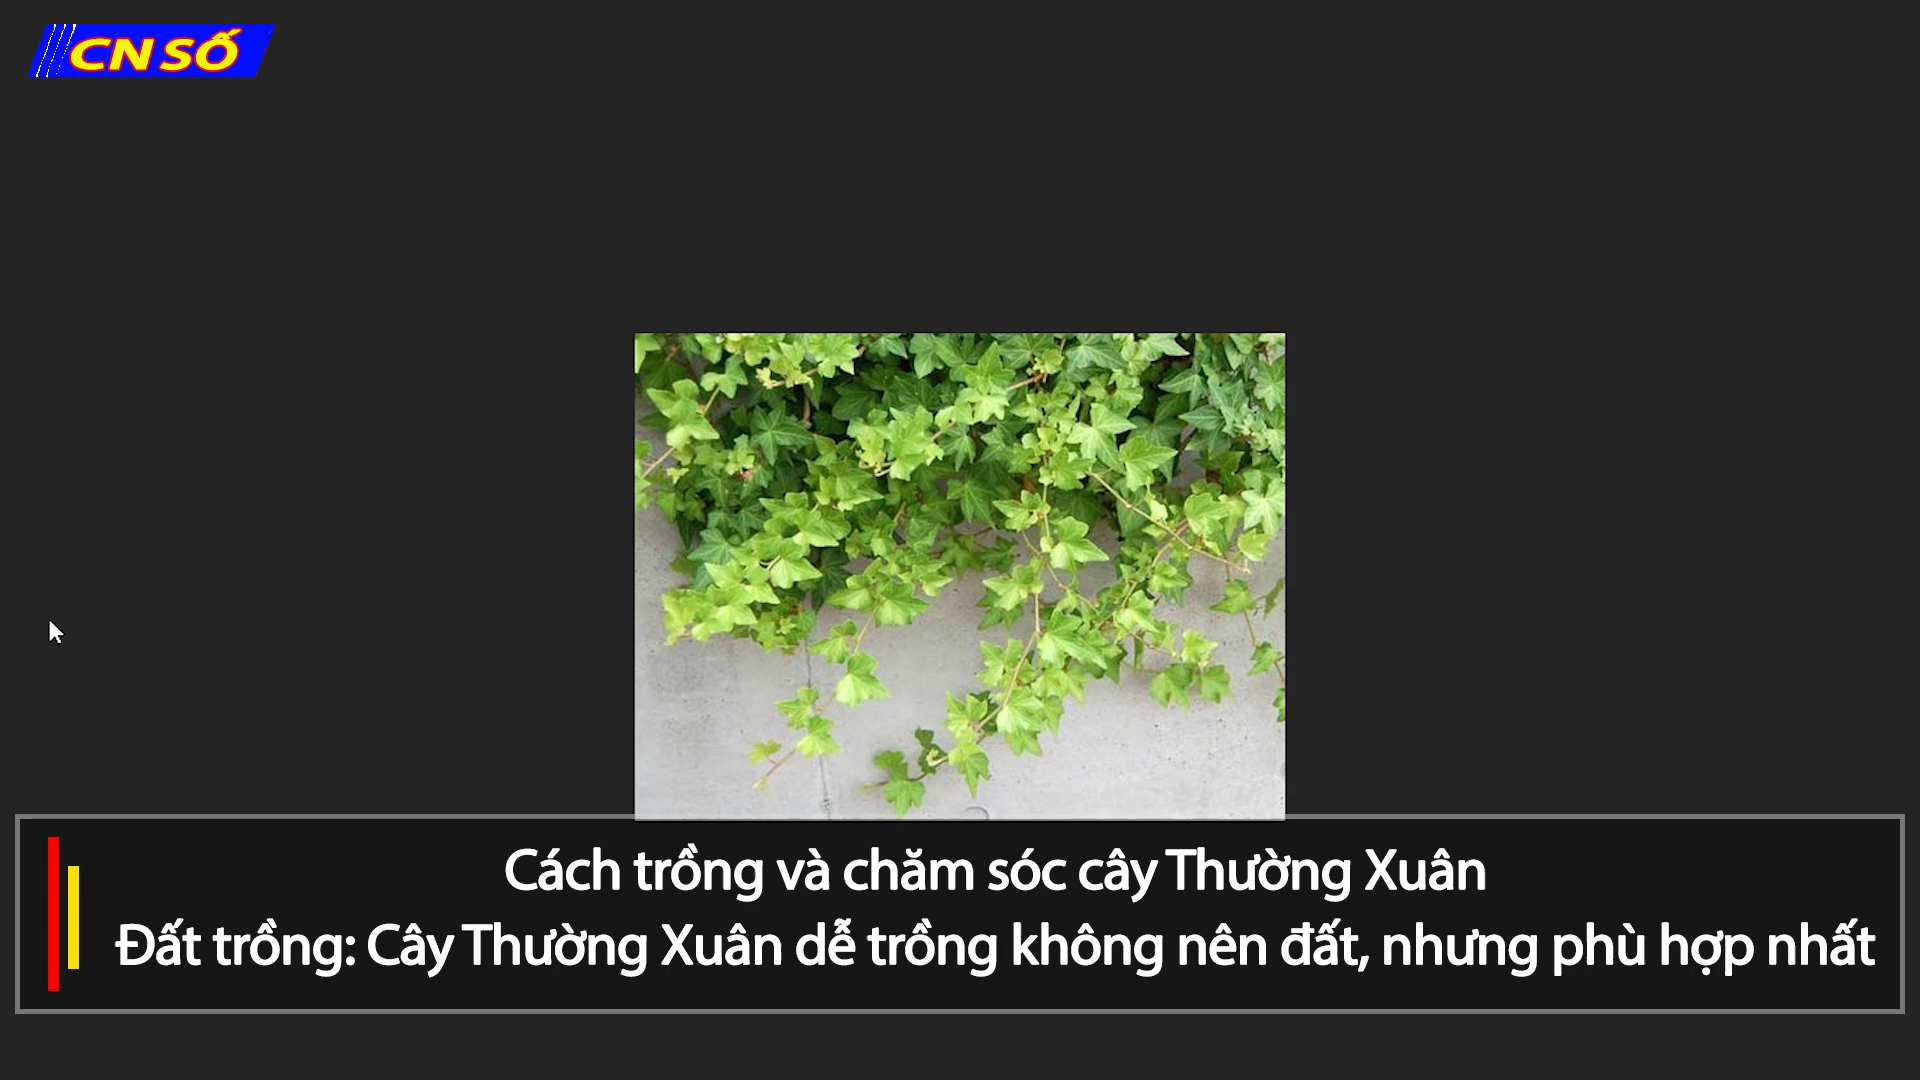 CN SỐ
Cách trồng và chăm sóc cây Thường Xuân
Đất trồng: Cây Thường Xuân dễ trồng không nên đất, nhưng phù hợp nhất